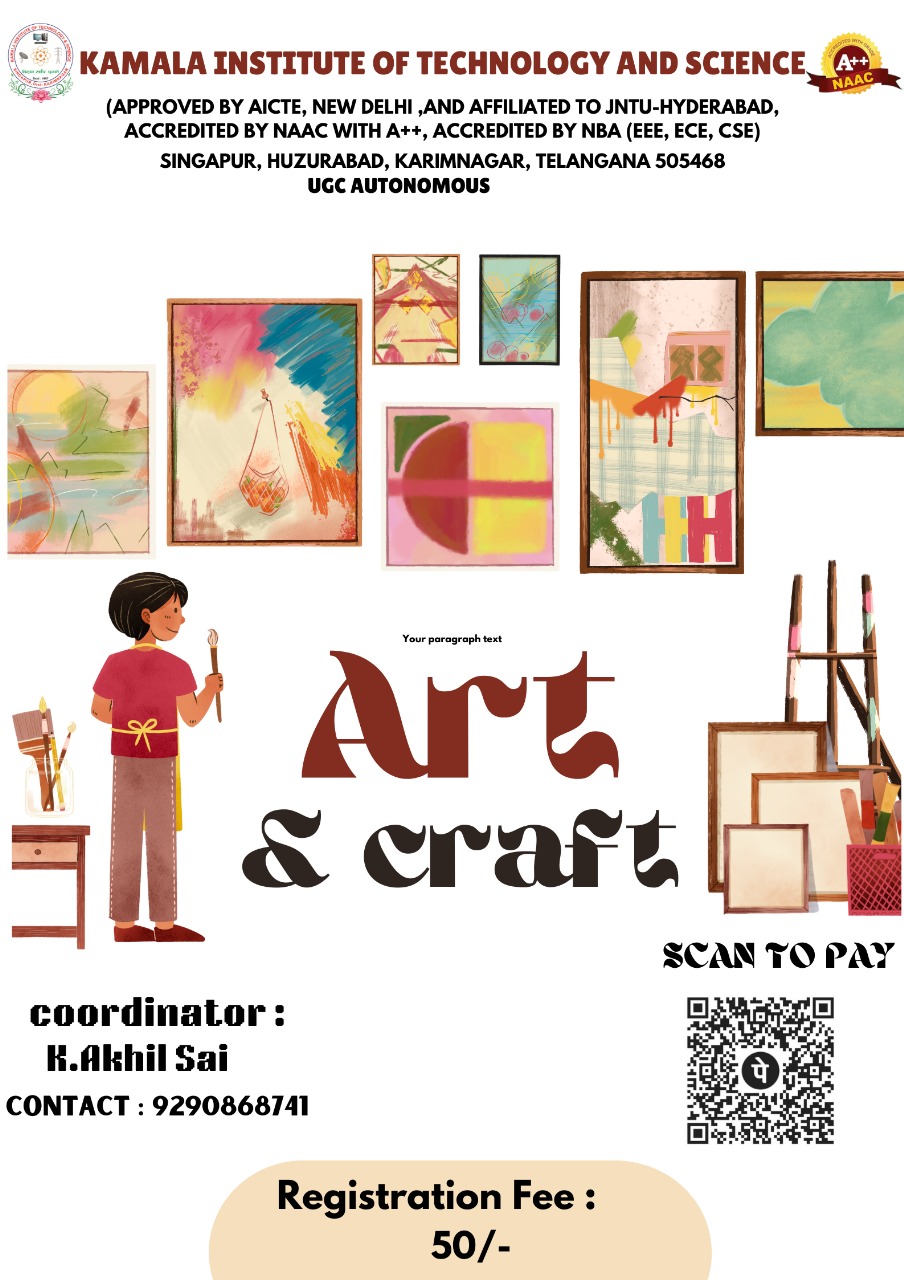 KAMALA INSTITUTE OF TECHNOLOGY AND SCIENCE
A++
NAAC
(APPROVED BY AICTE, NEW DELHI ,AND AFFILIATED TO JNTU-HYDERABAD,
ACCREDITED BY NAAC WITH A++, ACCREDITED BY NBA (EEE, ECE, CSE)
SINGAPUR, HUZURABAD, KARIMNAGAR, TELANGANA 505468
UGC AUTONOMOUS
Your paragraph text
Art
& craft
SCAN TO PAY
coordinator :
K.Akhil Sai
CONTACT : 9290868741
पे
Registration Fee :
50/-